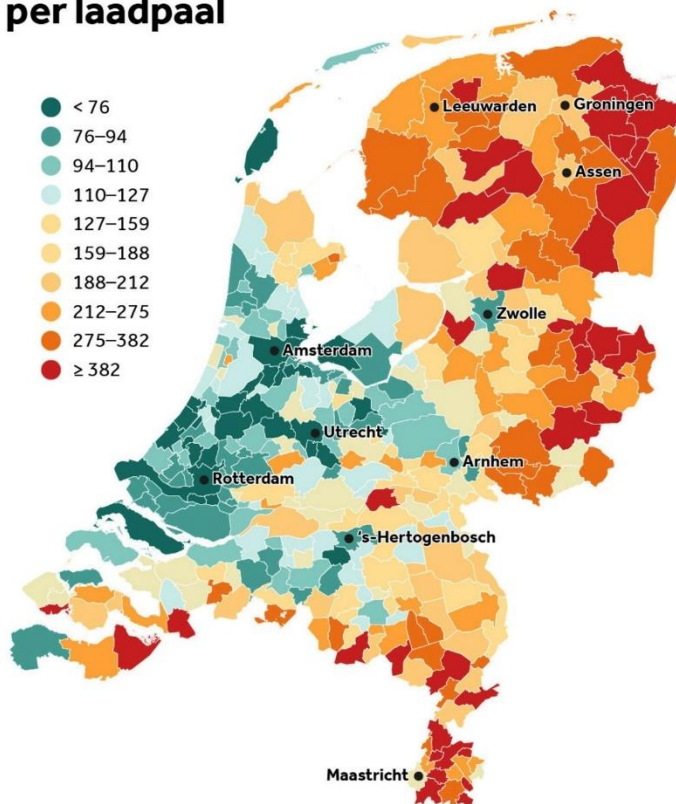 per laadpaal
< 76
76–94
94–110
110–127
127–159
159–188
188–212
212–275
275–382
≥ 382
Leeuwarden
Groningen
Assen
Zwolle
Amsterdam
Utrecht
Arnhem
Rotterdam
's-Hertogenbosch
Maastricht